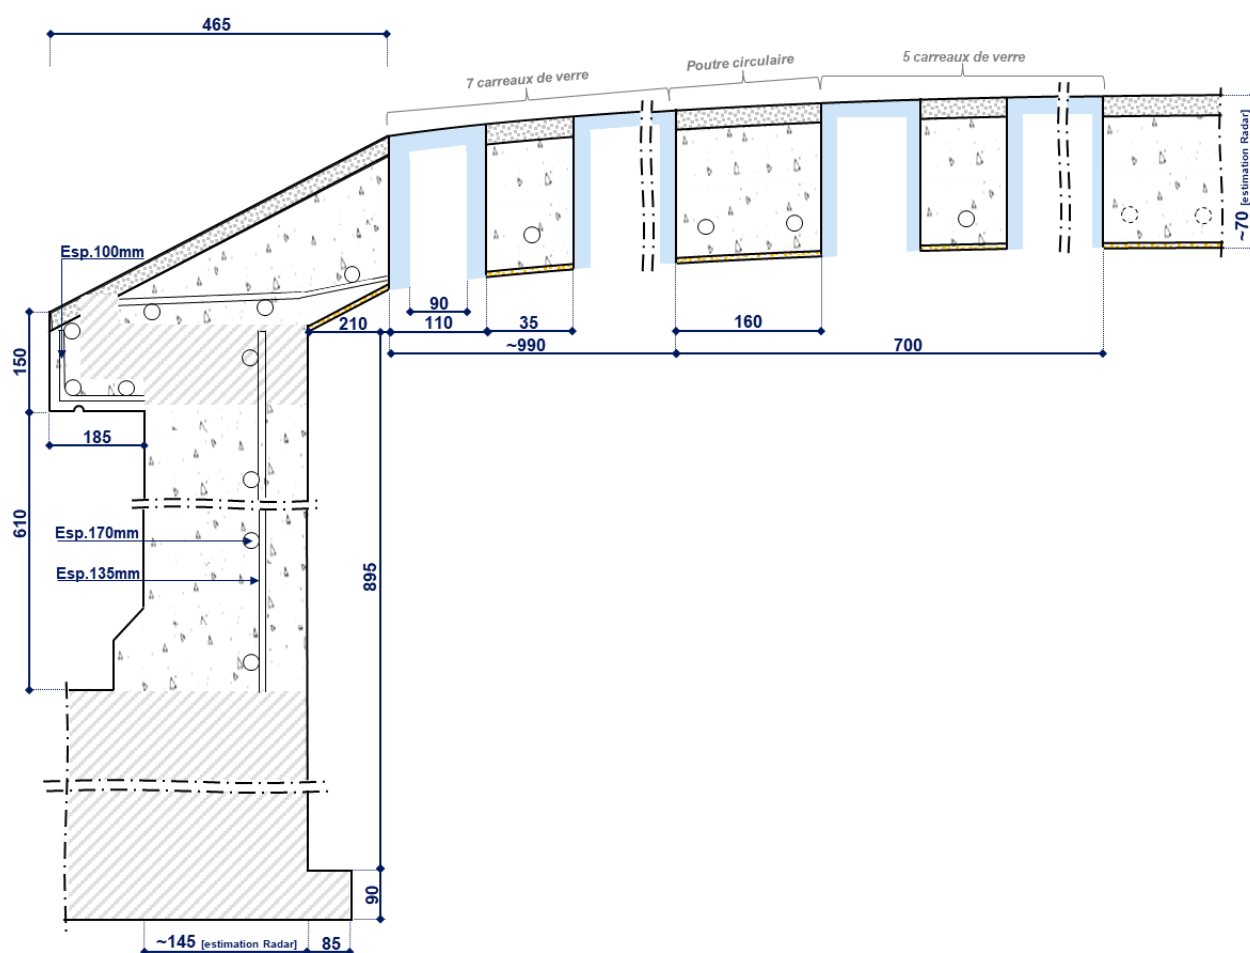 465
7 carreaux de verre
Poutre circulaire
5 carreaux de verre
~70 [estimation Radar]
Esp.100mm
150
90
210
110
35
160
~990
700
185
610
Esp.170mm
Esp.135mm
895
90
~145 [estimation Radar]
85